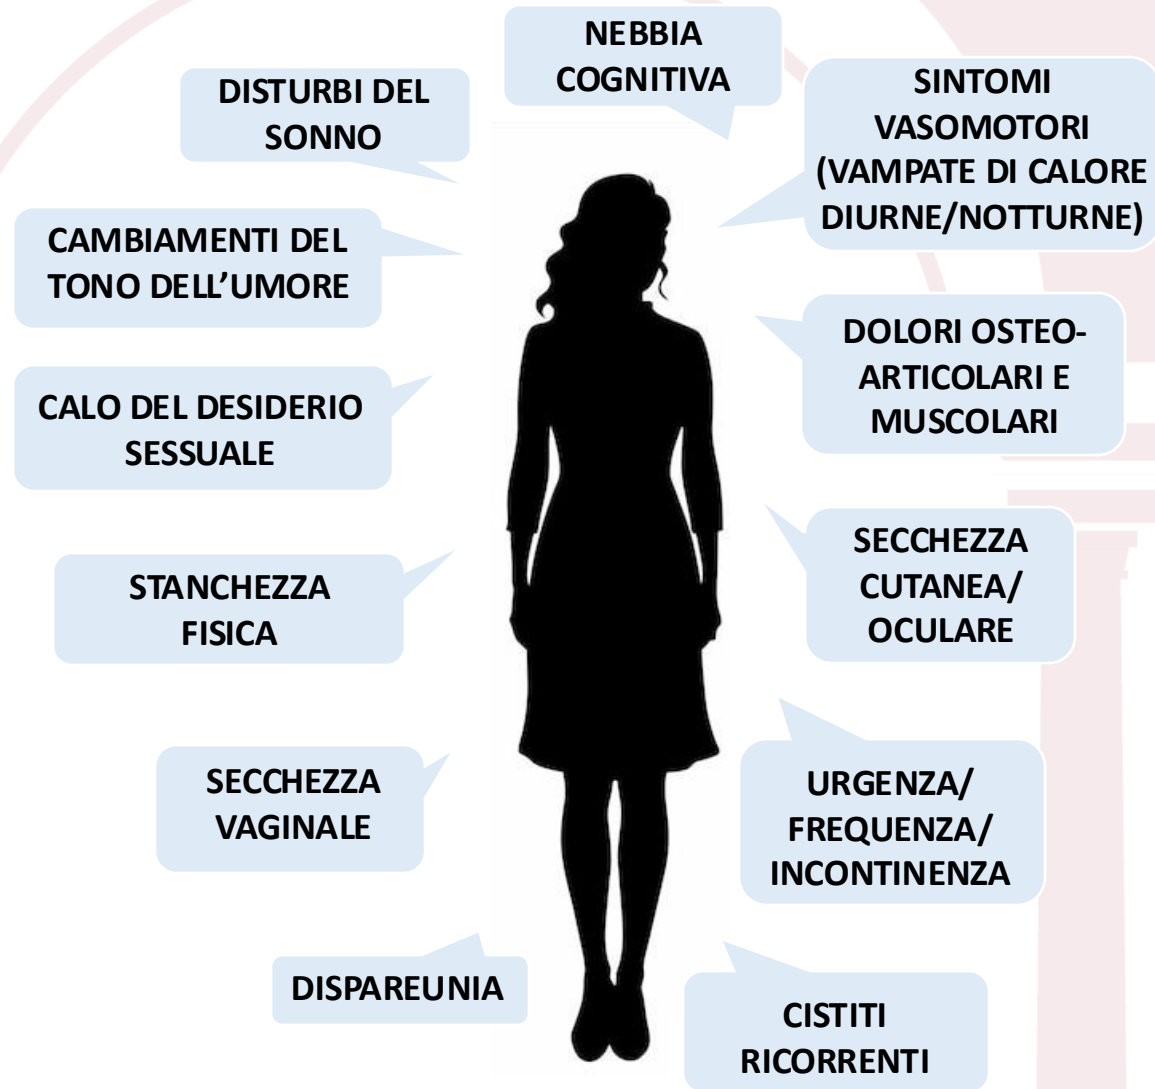 NEBBIA
COGNITIVA
DISTURBI DEL
SONNO
SINTOMI
VASOMOTORI
(VAMPATE DI CALORE
DIURNE/NOTTURNE)
CAMBIAMENTI DEL
TONO DELL’UMORE
DOLORI OSTEO-
ARTICOLARI E
MUSCOLARI
CALO DEL DESIDERIO
SESSUALE
SECCHEZZA
CUTANEA/
OCULARE
STANCHEZZA
FISICA
SECCHEZZA
VAGINALE
URGENZA/
FREQUENZA/
INCONTINENZA
DISPAREUNIA
CISTITI
RICORRENTI